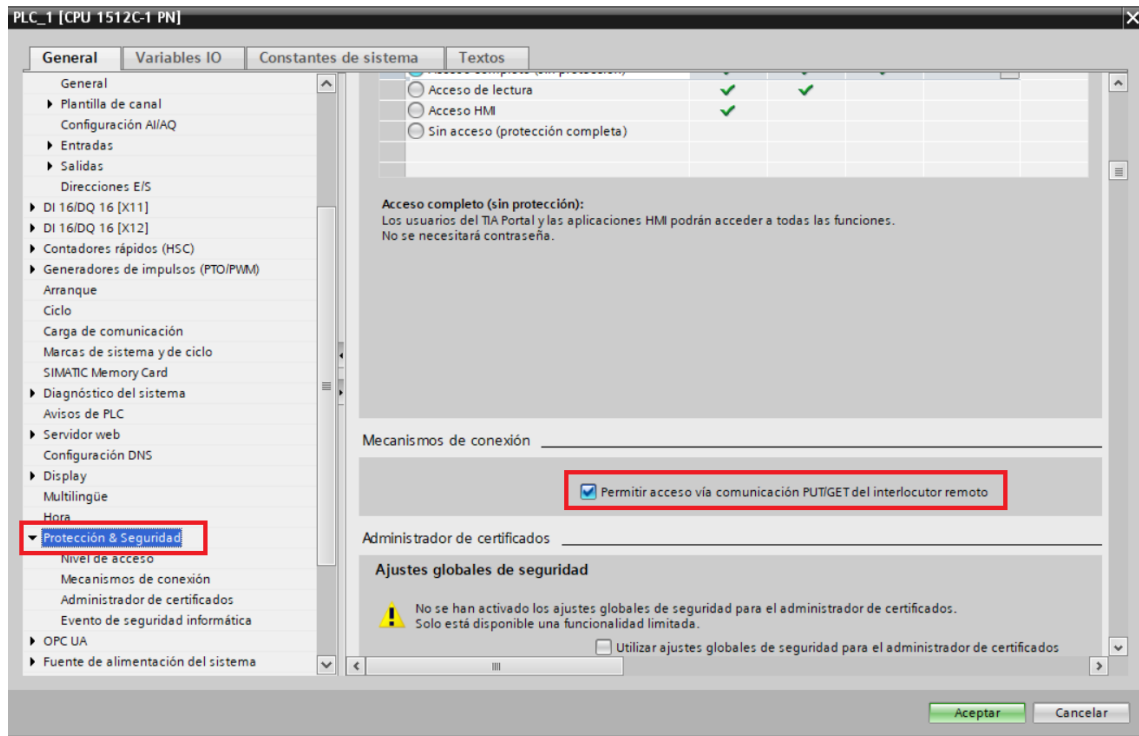 PLC_1 [CPU 1512C-1 PN]
General
Variables IO
Constantes de sistema
Textos
General
Plantilla de canal
Configuración AI/AQ
Entradas
Salidas
Direcciones E/S
DI 16/DQ 16 [X11]
DI 16/DQ 16 [X12]
Contadores rápidos (HSC)
Generadores de impulsos (PTO/PWM)
Arranque
Ciclo
Carga de comunicación
Marcas de sistema y de ciclo
SIMATIC Memory Card
Diagnóstico del sistema
Avisos de PLC
Servidor web
Configuración DNS
Display
Multilingüe
Hora
Protección & Seguridad
Nivel de acceso
Mecanismos de conexión
Administrador de certificados
Evento de seguridad informática
OPC UA
Fuente de alimentación del sistema
Acceso completo (sin protección)
Acceso de lectura
Acceso HMI
Sin acceso (protección completa)
Acceso completo (sin protección):
Los usuarios del TIA Portal y las aplicaciones HMI podrán acceder a todas las funciones.
No se necesitará contraseña.
Mecanismos de conexión
Permitir acceso vía comunicación PUT/GET del interlocutor remoto
Administrador de certificados
Ajustes globales de seguridad
No se han activado los ajustes globales de seguridad para el administrador de certificados.
Solo está disponible una funcionalidad limitada.
Utilizar ajustes globales de seguridad para el administrador de certificados
Aceptar
Cancelar